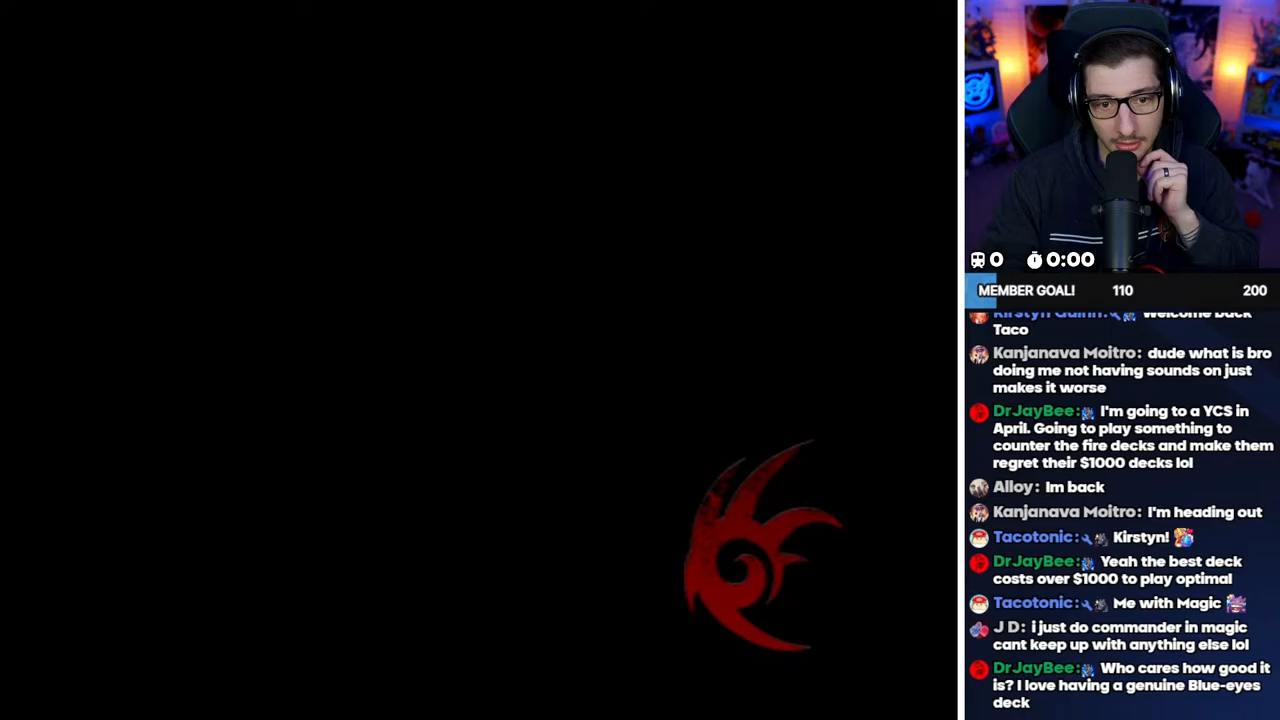 0 0:00
MEMBER GOAL! 110 200
Kirstyn Quinn: Welcome back
Taco
Kanjanava Moitro: dude what is bro
doing me not having sounds on just
makes it worse
DrJayBee: I'm going to a YCS in
April. Going to play something to
counter the fire decks and make them
regret their $1000 decks lol
Alloy: Im back
Kanjanava Moitro: I'm heading out
Tacotonic: Kirstyn!
DrJayBee: Yeah the best deck
costs over $1000 to play optimal
Tacotonic: Me with Magic
J D: i just do commander in magic
cant keep up with anything else lol
DrJayBee: Who cares how good it
is? I love having a genuine Blue-eyes
deck